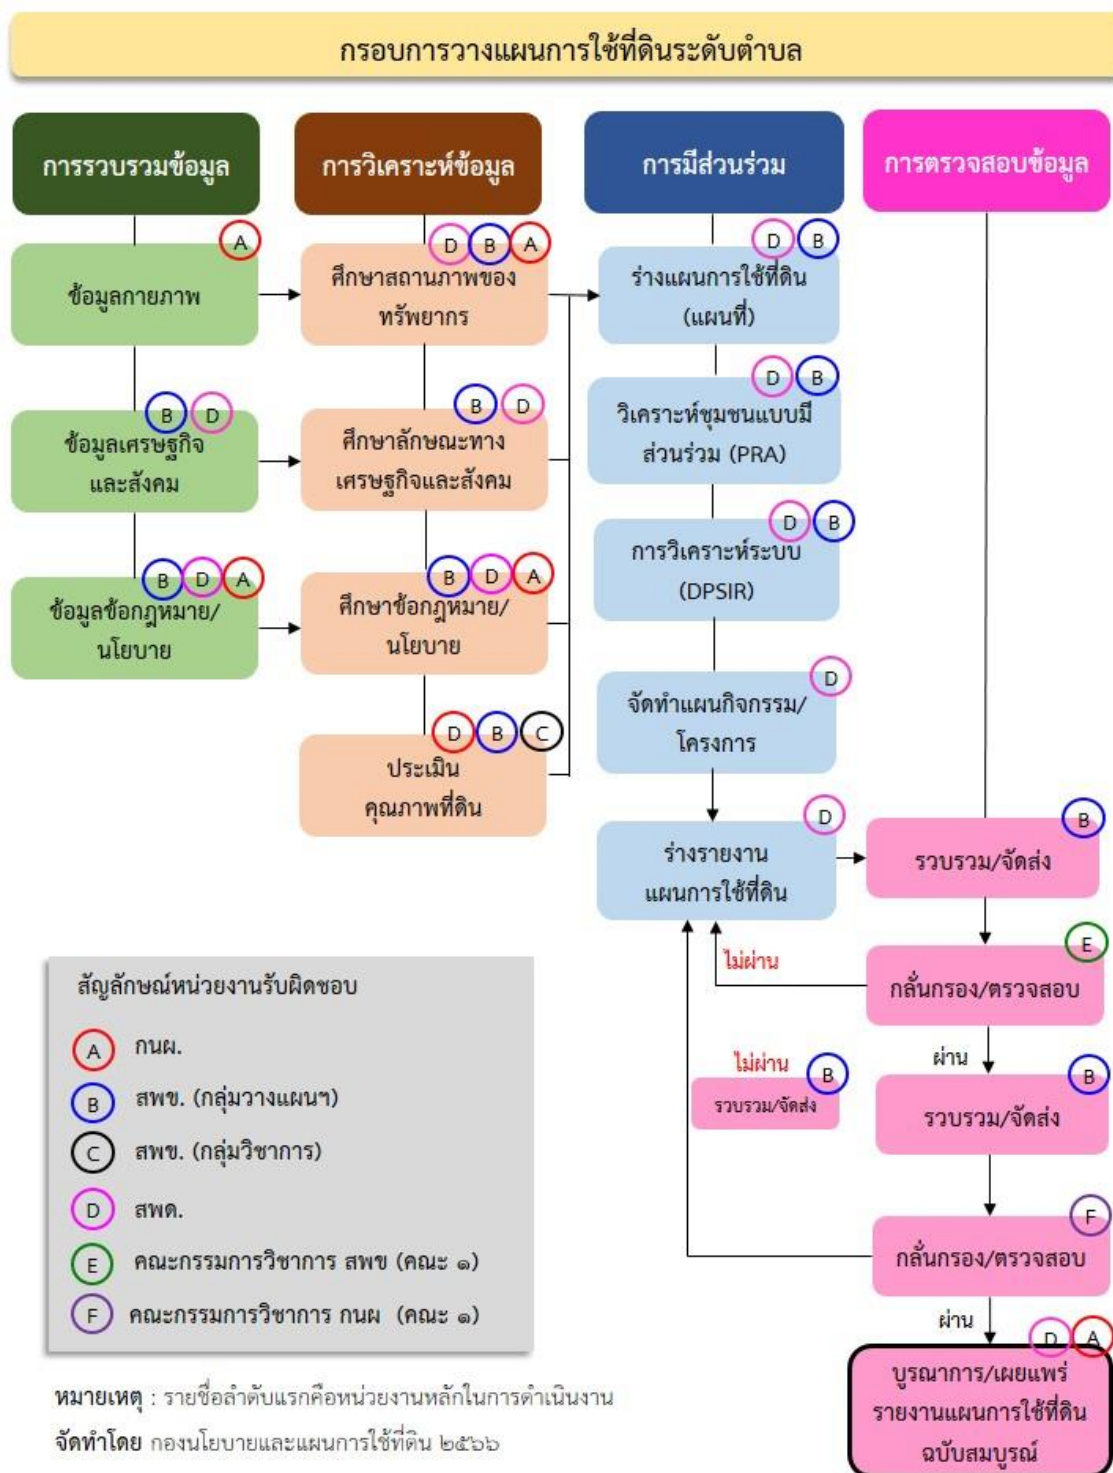 กรอบการวางแผนการใช้ที่ดินระดับตำบล
การรวบรวมข้อมูล
การวิเคราะห์ข้อมูล
การมีส่วนร่วม
การตรวจสอบข้อมูล
A
ข้อมูลกายภาพ
B D
ข้อมูลเศรษฐกิจ
และสังคม
B D A
ข้อมูลข้อกฎหมาย/
นโยบาย
D B A
ศึกษาสถานภาพของ
ทรัพยากร
B D
ศึกษาลักษณะทาง
เศรษฐกิจและสังคม
B D A
ศึกษาข้อกฎหมาย/
นโยบาย
D B C
ประเมิน
คุณภาพที่ดิน
D B
ร่างแผนการใช้ที่ดิน
(แผนที่)
D B
วิเคราะห์ชุมชนแบบมี
ส่วนร่วม (PRA)
D B
การวิเคราะห์ระบบ
(DPSIR)
D
จัดทำแผนกิจกรรม/
โครงการ
D
ร่างรายงาน
แผนการใช้ที่ดิน
B
รวบรวม/จัดส่ง
E
กลั่นกรอง/ตรวจสอบ
ไม่ผ่าน
ผ่าน
B
รวบรวม/จัดส่ง
ไม่ผ่าน
B
รวบรวม/จัดส่ง
F
กลั่นกรอง/ตรวจสอบ
ผ่าน
D A
บูรณาการ/เผยแพร่
รายงานแผนการใช้ที่ดิน
ฉบับสมบูรณ์
สัญลักษณ์หน่วยงานรับผิดชอบ
A กนผ.
B สพข. (กลุ่มวางแผนฯ)
C สพข. (กลุ่มวิชาการ)
D สพด.
E คณะกรรมการวิชาการ สพข (คณะ ๑)
F คณะกรรมการวิชาการ กนผ (คณะ ๑)
หมายเหตุ : รายชื่อลำดับแรกคือหน่วยงานหลักในการดำเนินงาน
จัดทำโดย กองนโยบายและแผนการใช้ที่ดิน ๒๕๖๖